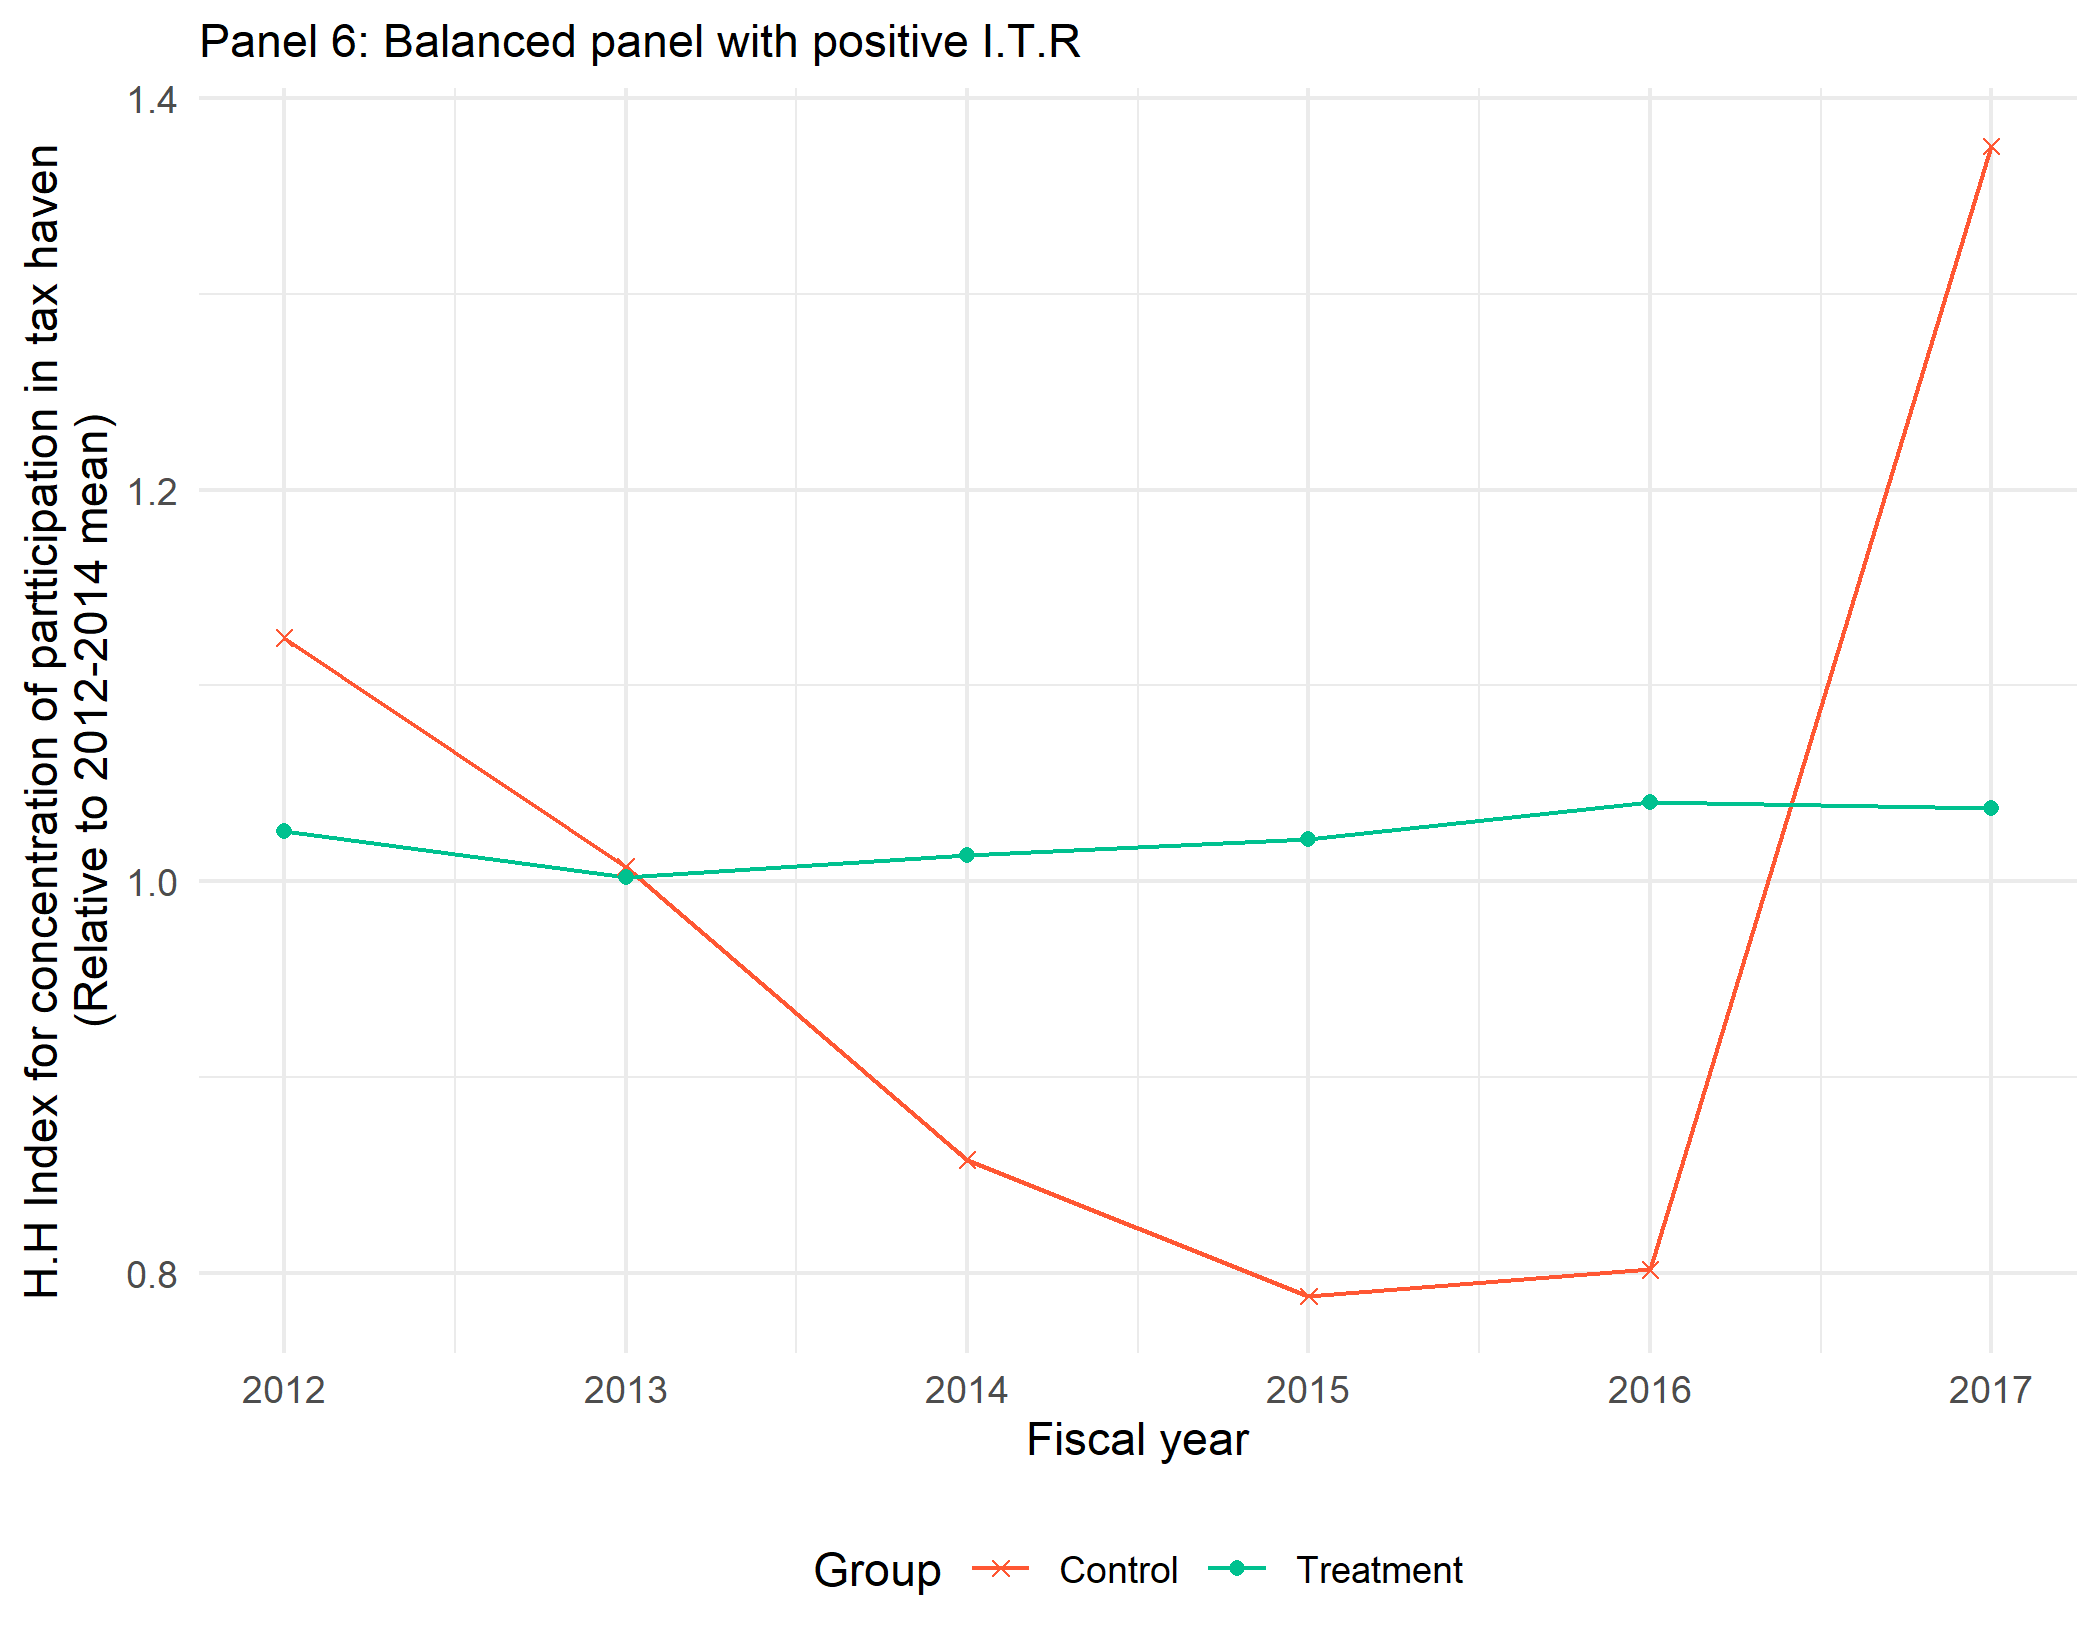 Panel 6: Balanced panel with positive I.T.R
H.H Index for concentration of participation in tax haven
(Relative to 2012-2014 mean)
1.4
1.2
1.0
0.8
2012 2013 2014 2015 2016 2017
Fiscal year
Group Control Treatment